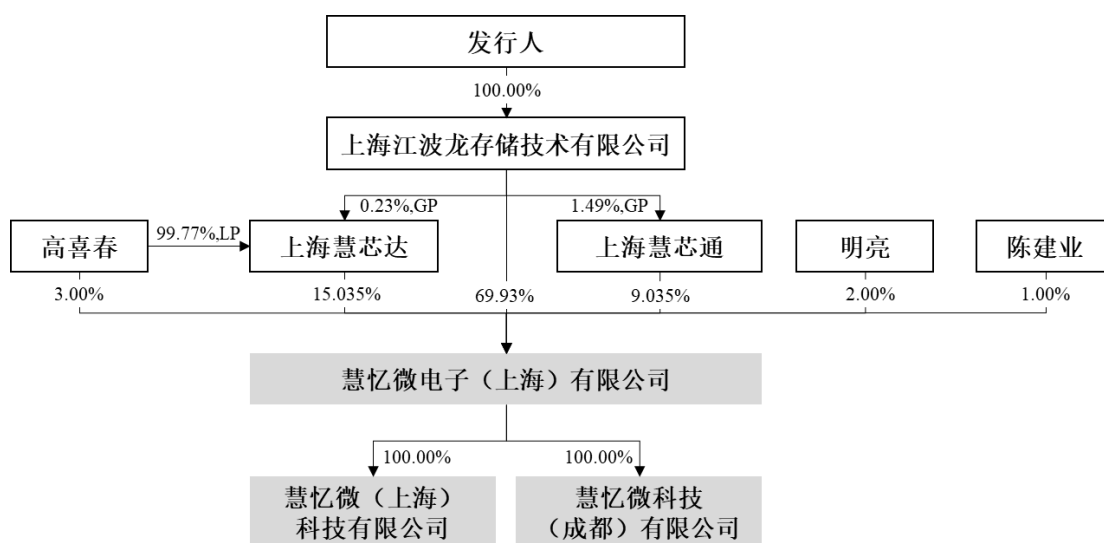 发行人
100.00%
上海江波龙存储技术有限公司
0.23%,GP
1.49%,GP
高喜春
99.77%,LP
上海慧芯达
上海慧芯通
明亮
陈建业
3.00%
15.035%
69.93%
9.035%
2.00%
1.00%
慧忆微电子（上海）有限公司
100.00%
100.00%
慧忆微（上海）
科技有限公司
慧忆微科技
（成都）有限公司